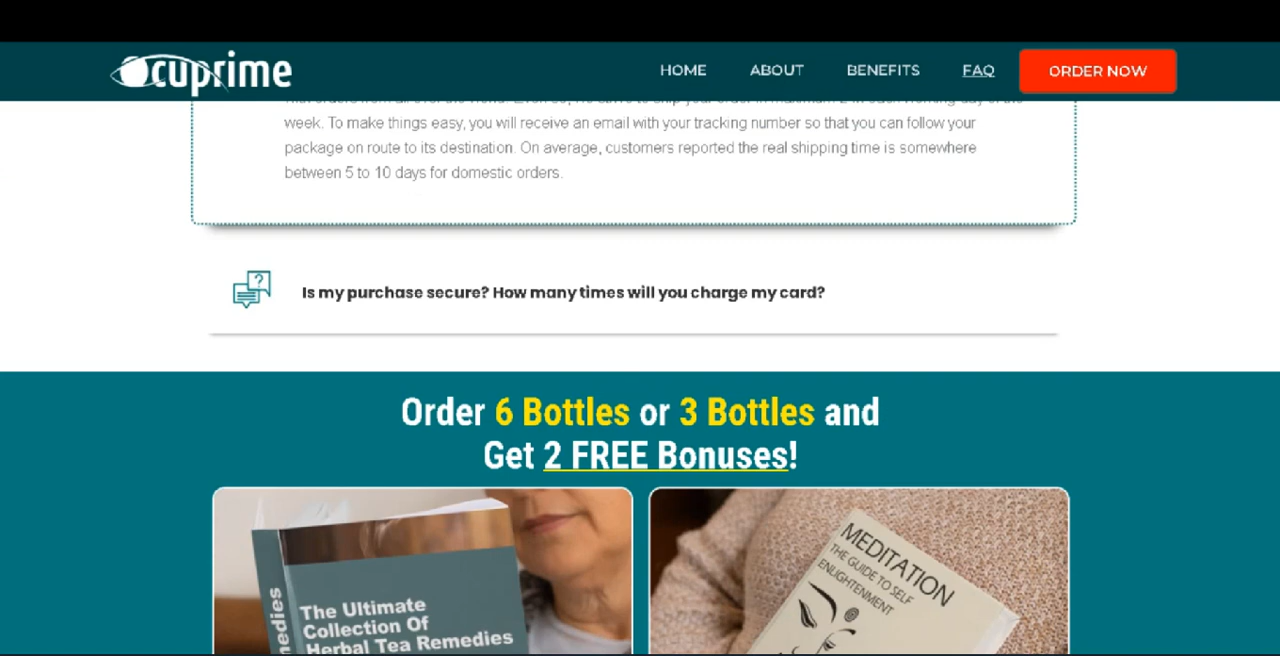 Ocuprime
HOME
ABOUT
BENEFITS
FAQ
ORDER NOW
week. To make things easy, you will receive an email with your tracking number so that you can follow your
package on route to its destination. On average, customers reported the real shipping time is somewhere
between 5 to 10 days for domestic orders.
Is my purchase secure? How many times will you charge my card?
Order 6 Bottles or 3 Bottles and
Get 2 FREE Bonuses!
The Ultimate
Collection Of
Herbal Tea Remedies
MEDITATION
THE GUIDE TO SELF
ENLIGHTENMENT